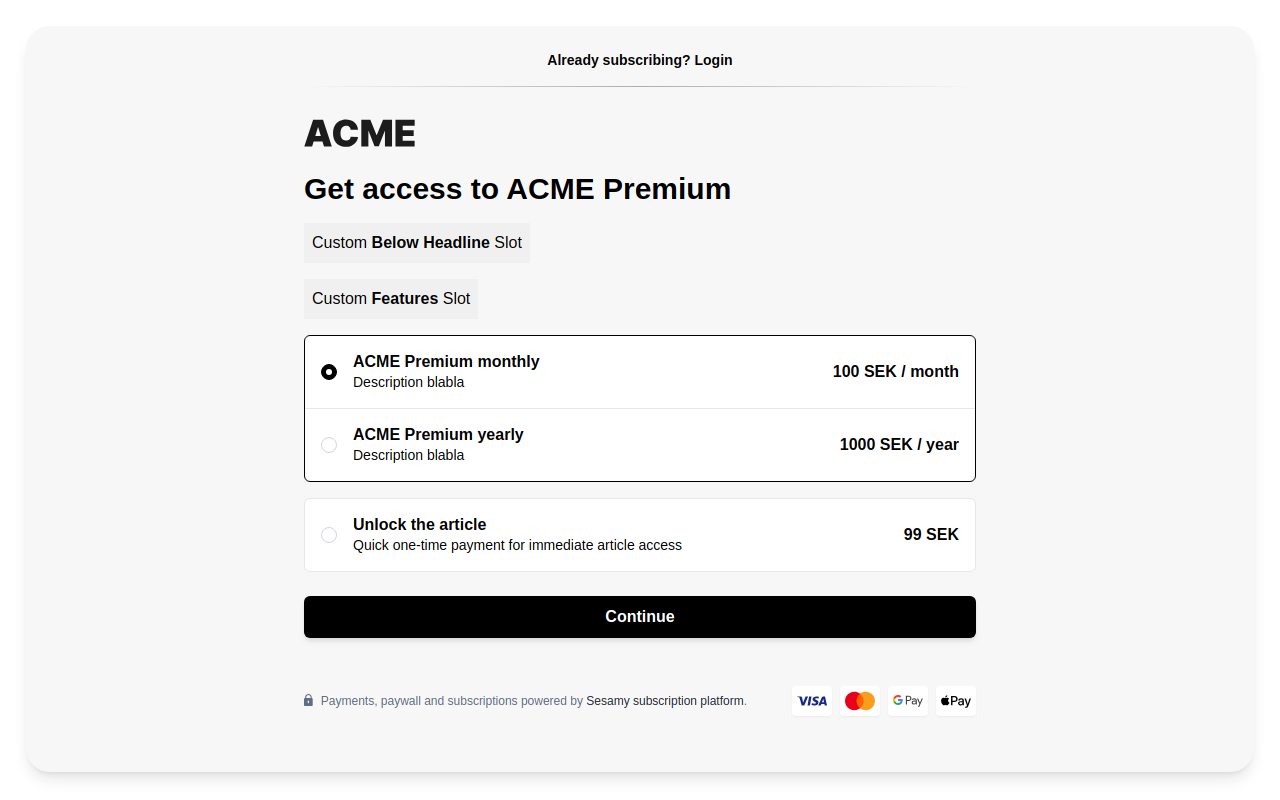 Already subscribing? Login
ACME
Get access to ACME Premium
Custom Below Headline Slot
Custom Features Slot
ACME Premium monthly
Description blabla
100 SEK / month
ACME Premium yearly
Description blabla
1000 SEK / year
Unlock the article
Quick one-time payment for immediate article access
99 SEK
Continue
Payments, paywall and subscriptions powered by Sesamy subscription platform.
VISA
G Pay
Pay